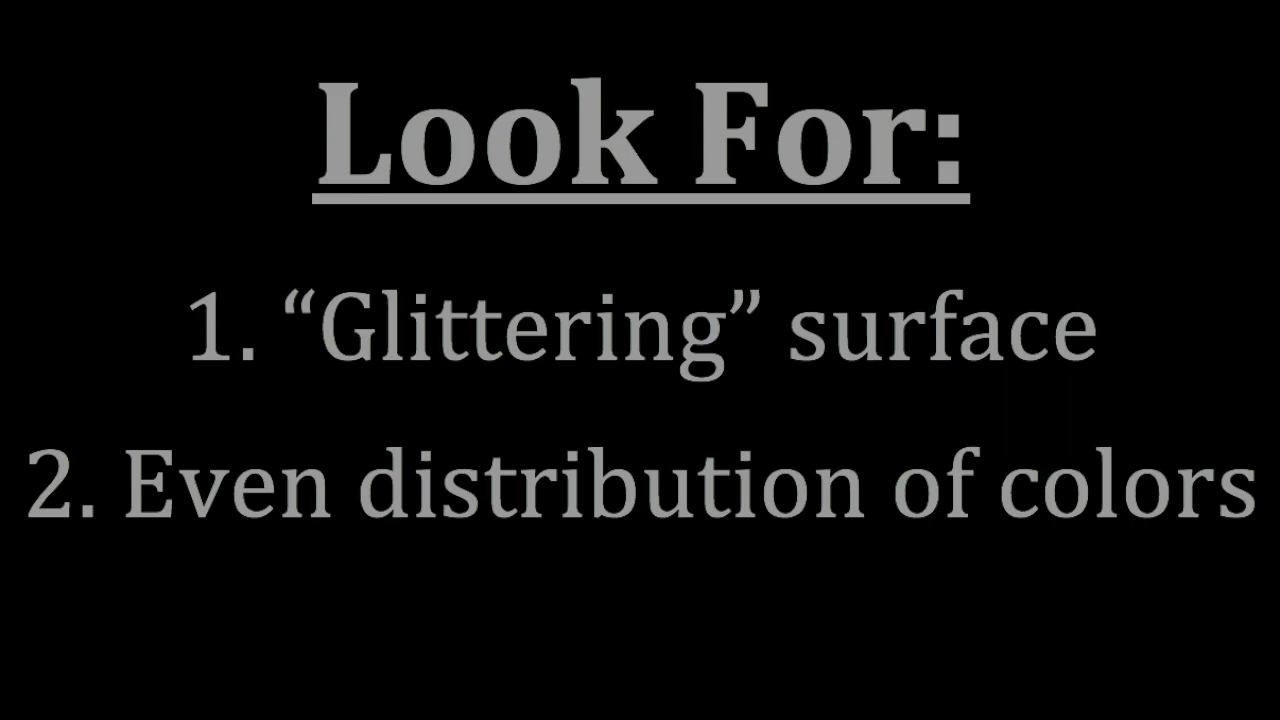 Look For:
1. “Glittering” surface
2. Even distribution of colors